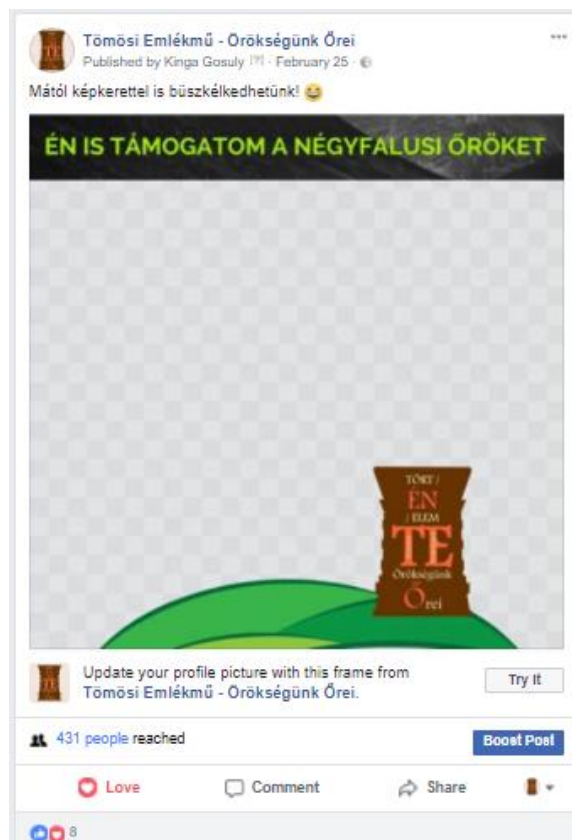 TE
Tömösi Emlékmű - Örökségünk Őrei
Published by Kinga Gosuly [?] · February 25 ·
Mától képkerettel is büszkélkedhetünk!
ÉN IS TÁMOGATOM A NÉGYFALUSI ŐRÖKET
TÖRT /
ÉN
/ ELEM
TE
Örökségünk
Őrei
Update your profile picture with this frame from
Tömösi Emlékmű - Örökségünk Őrei.
Try It
431 people reached
Boost Post
Love
Comment
Share
8